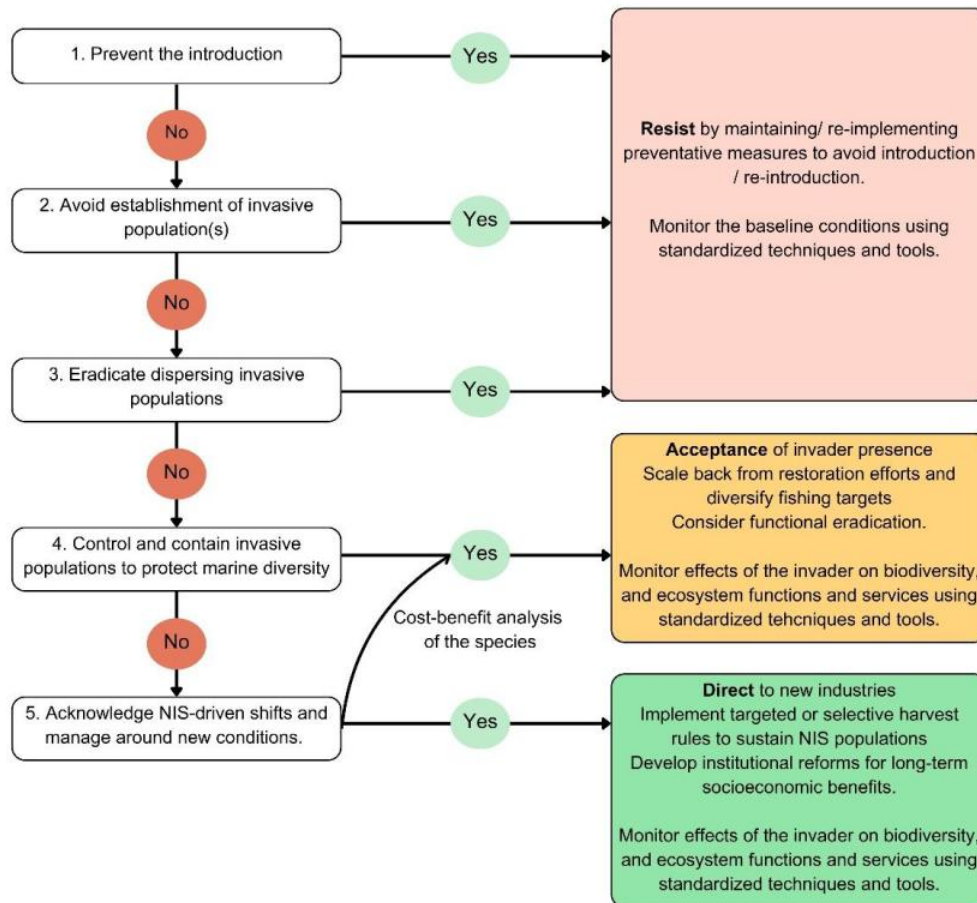 1. Prevent the introduction
Yes
No
Resist by maintaining/ re-implementing
preventative measures to avoid introduction
/ re-introduction.
Monitor the baseline conditions using
standardized techniques and tools.
2. Avoid establishment of invasive
population(s)
Yes
No
3. Eradicate dispersing invasive
populations
Yes
No
Acceptance of invader presence
Scale back from restoration efforts and
diversify fishing targets
Consider functional eradication.
Monitor effects of the invader on biodiversity,
and ecosystem functions and services using
standardized tehcniques and tools.
4. Control and contain invasive
populations to protect marine diversity
Yes
Cost-benefit analysis
of the species
No
5. Acknowledge NIS-driven shifts and
manage around new conditions.
Yes
Direct to new industries
Implement targeted or selective harvest
rules to sustain NIS populations
Develop institutional reforms for long-term
socioeconomic benefits.
Monitor effects of the invader on biodiversity,
and ecosystem functions and services using
standardized techniques and tools.